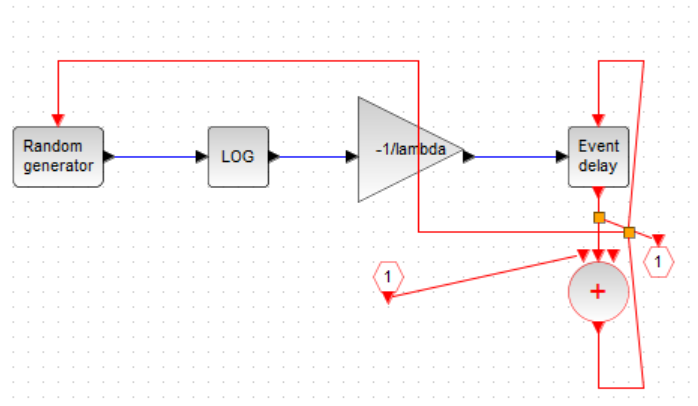 Random
generator
LOG
-1/lambda
Event
delay
1
1
+